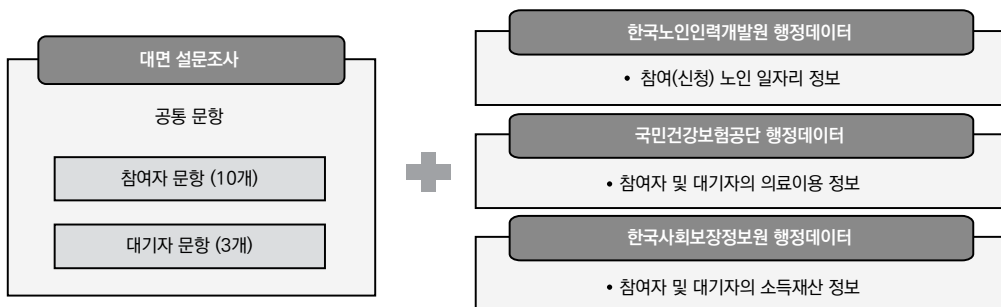 대면 설문조사
공통 문항
참여자 문항 (10개)
대기자 문항 (3개)
한국노인인력개발원 행정데이터
• 참여(신청) 노인 일자리 정보
국민건강보험공단 행정데이터
• 참여자 및 대기자의 의료이용 정보
한국사회보장정보원 행정데이터
• 참여자 및 대기자의 소득재산 정보